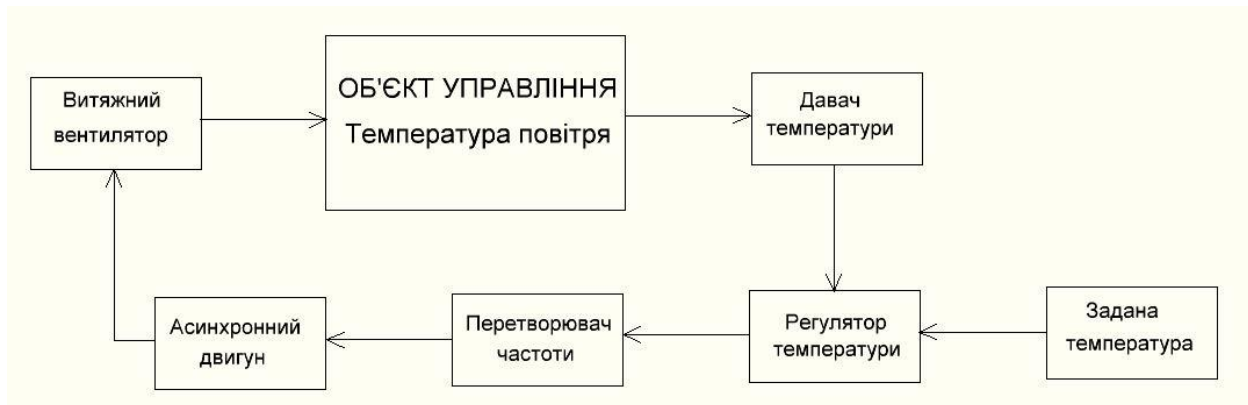 Витяжний
вентилятор
ОБ'ЄКТ УПРАВЛІННЯ
Температура повітря
Давач
температури
Асинхронний
двигун
Перетворювач
частоти
Регулятор
температури
Задана
температура